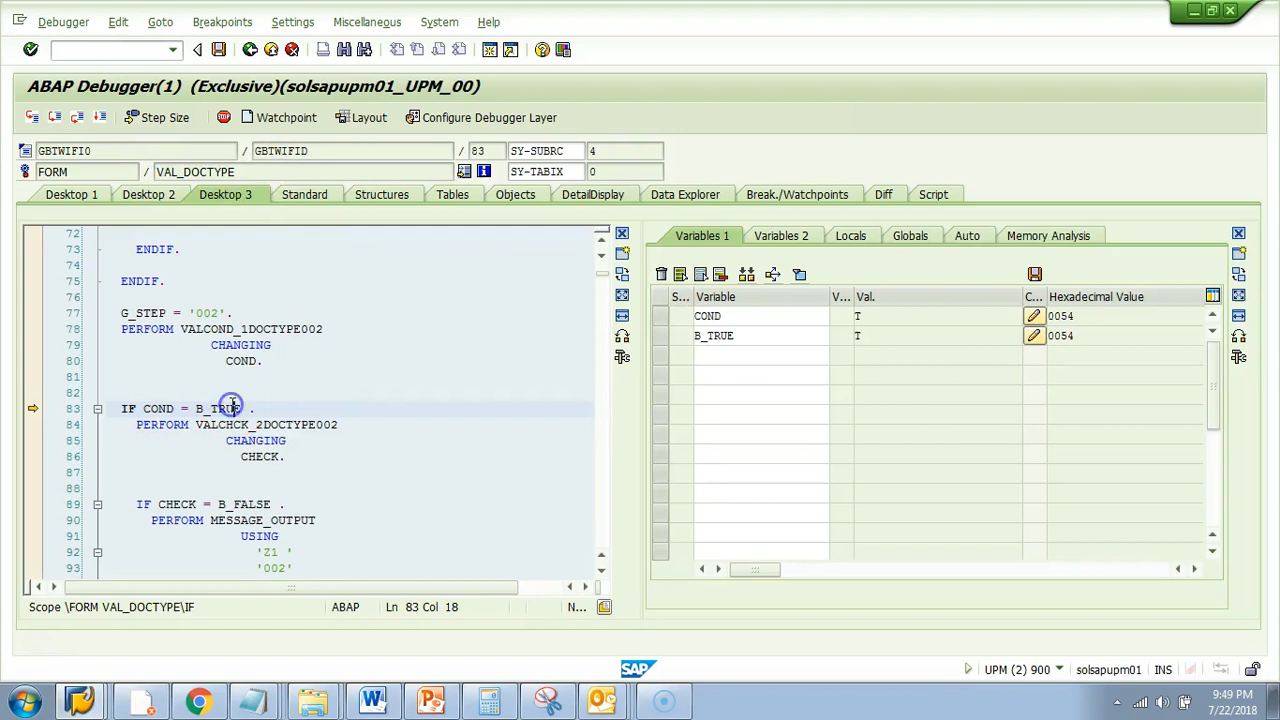 Debugger Edit Goto Breakpoints Settings Miscellaneous System Help
ABAP Debugger(1) (Exclusive)(solsapupm01_UPM_00)
Step Size Watchpoint Layout Configure Debugger Layer
GBTWIFI0 / GBTWIFID / 83 SY-SUBRC 4
FORM / VAL_DOCTYPE SY-TABIX 0
Desktop 1 Desktop 2 Desktop 3 Standard Structures Tables Objects DetailDisplay Data Explorer Break./Watchpoints Diff Script
Variables 1 Variables 2 Locals Globals Auto Memory Analysis
S... Variable V... Val. C... Hexadecimal Value
COND T 0054
B_TRUE T 0054
72
73 ENDIF.
74
75 ENDIF.
76
77 G_STEP = '002'.
78 PERFORM VALCOND_1DOCTYPE002
79 CHANGING
80 COND.
81
82
83 IF COND = B_TRUE .
84 PERFORM VALCHCK_2DOCTYPE002
85 CHANGING
86 CHECK.
87
88
89 IF CHECK = B_FALSE .
90 PERFORM MESSAGE_OUTPUT
91 USING
92 'Z1 '
93 '002'
Scope \FORM VAL_DOCTYPE\IF ABAP Ln 83 Col 18 N...
SAP UPM (2) 900 solsapupm01 INS
9:49 PM
7/22/2018